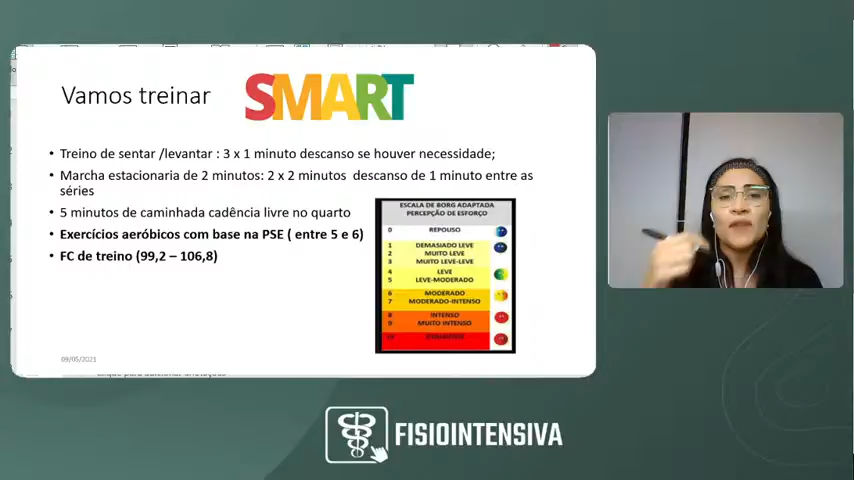 Vamos treinar SMART
• Treino de sentar /levantar : 3 x 1 minuto descanso se houver necessidade;
• Marcha estacionaria de 2 minutos: 2 x 2 minutos descanso de 1 minuto entre as
séries
• 5 minutos de caminhada cadência livre no quarto
• Exercícios aeróbicos com base na PSE ( entre 5 e 6)
• FC de treino (99,2 – 106,8)
ESCALA DE BORG ADAPTADA
PERCEPÇÃO DE ESFORÇO
0 REPOUSO
1 DEMASIADO LEVE
2 MUITO LEVE
3 MUITO LEVE-LEVE
4 LEVE
5 LEVE-MODERADO
6 MODERADO
7 MODERADO-INTENSO
8 INTENSO
9 MUITO INTENSO
09/05/2021
FISIOINTENSIVA